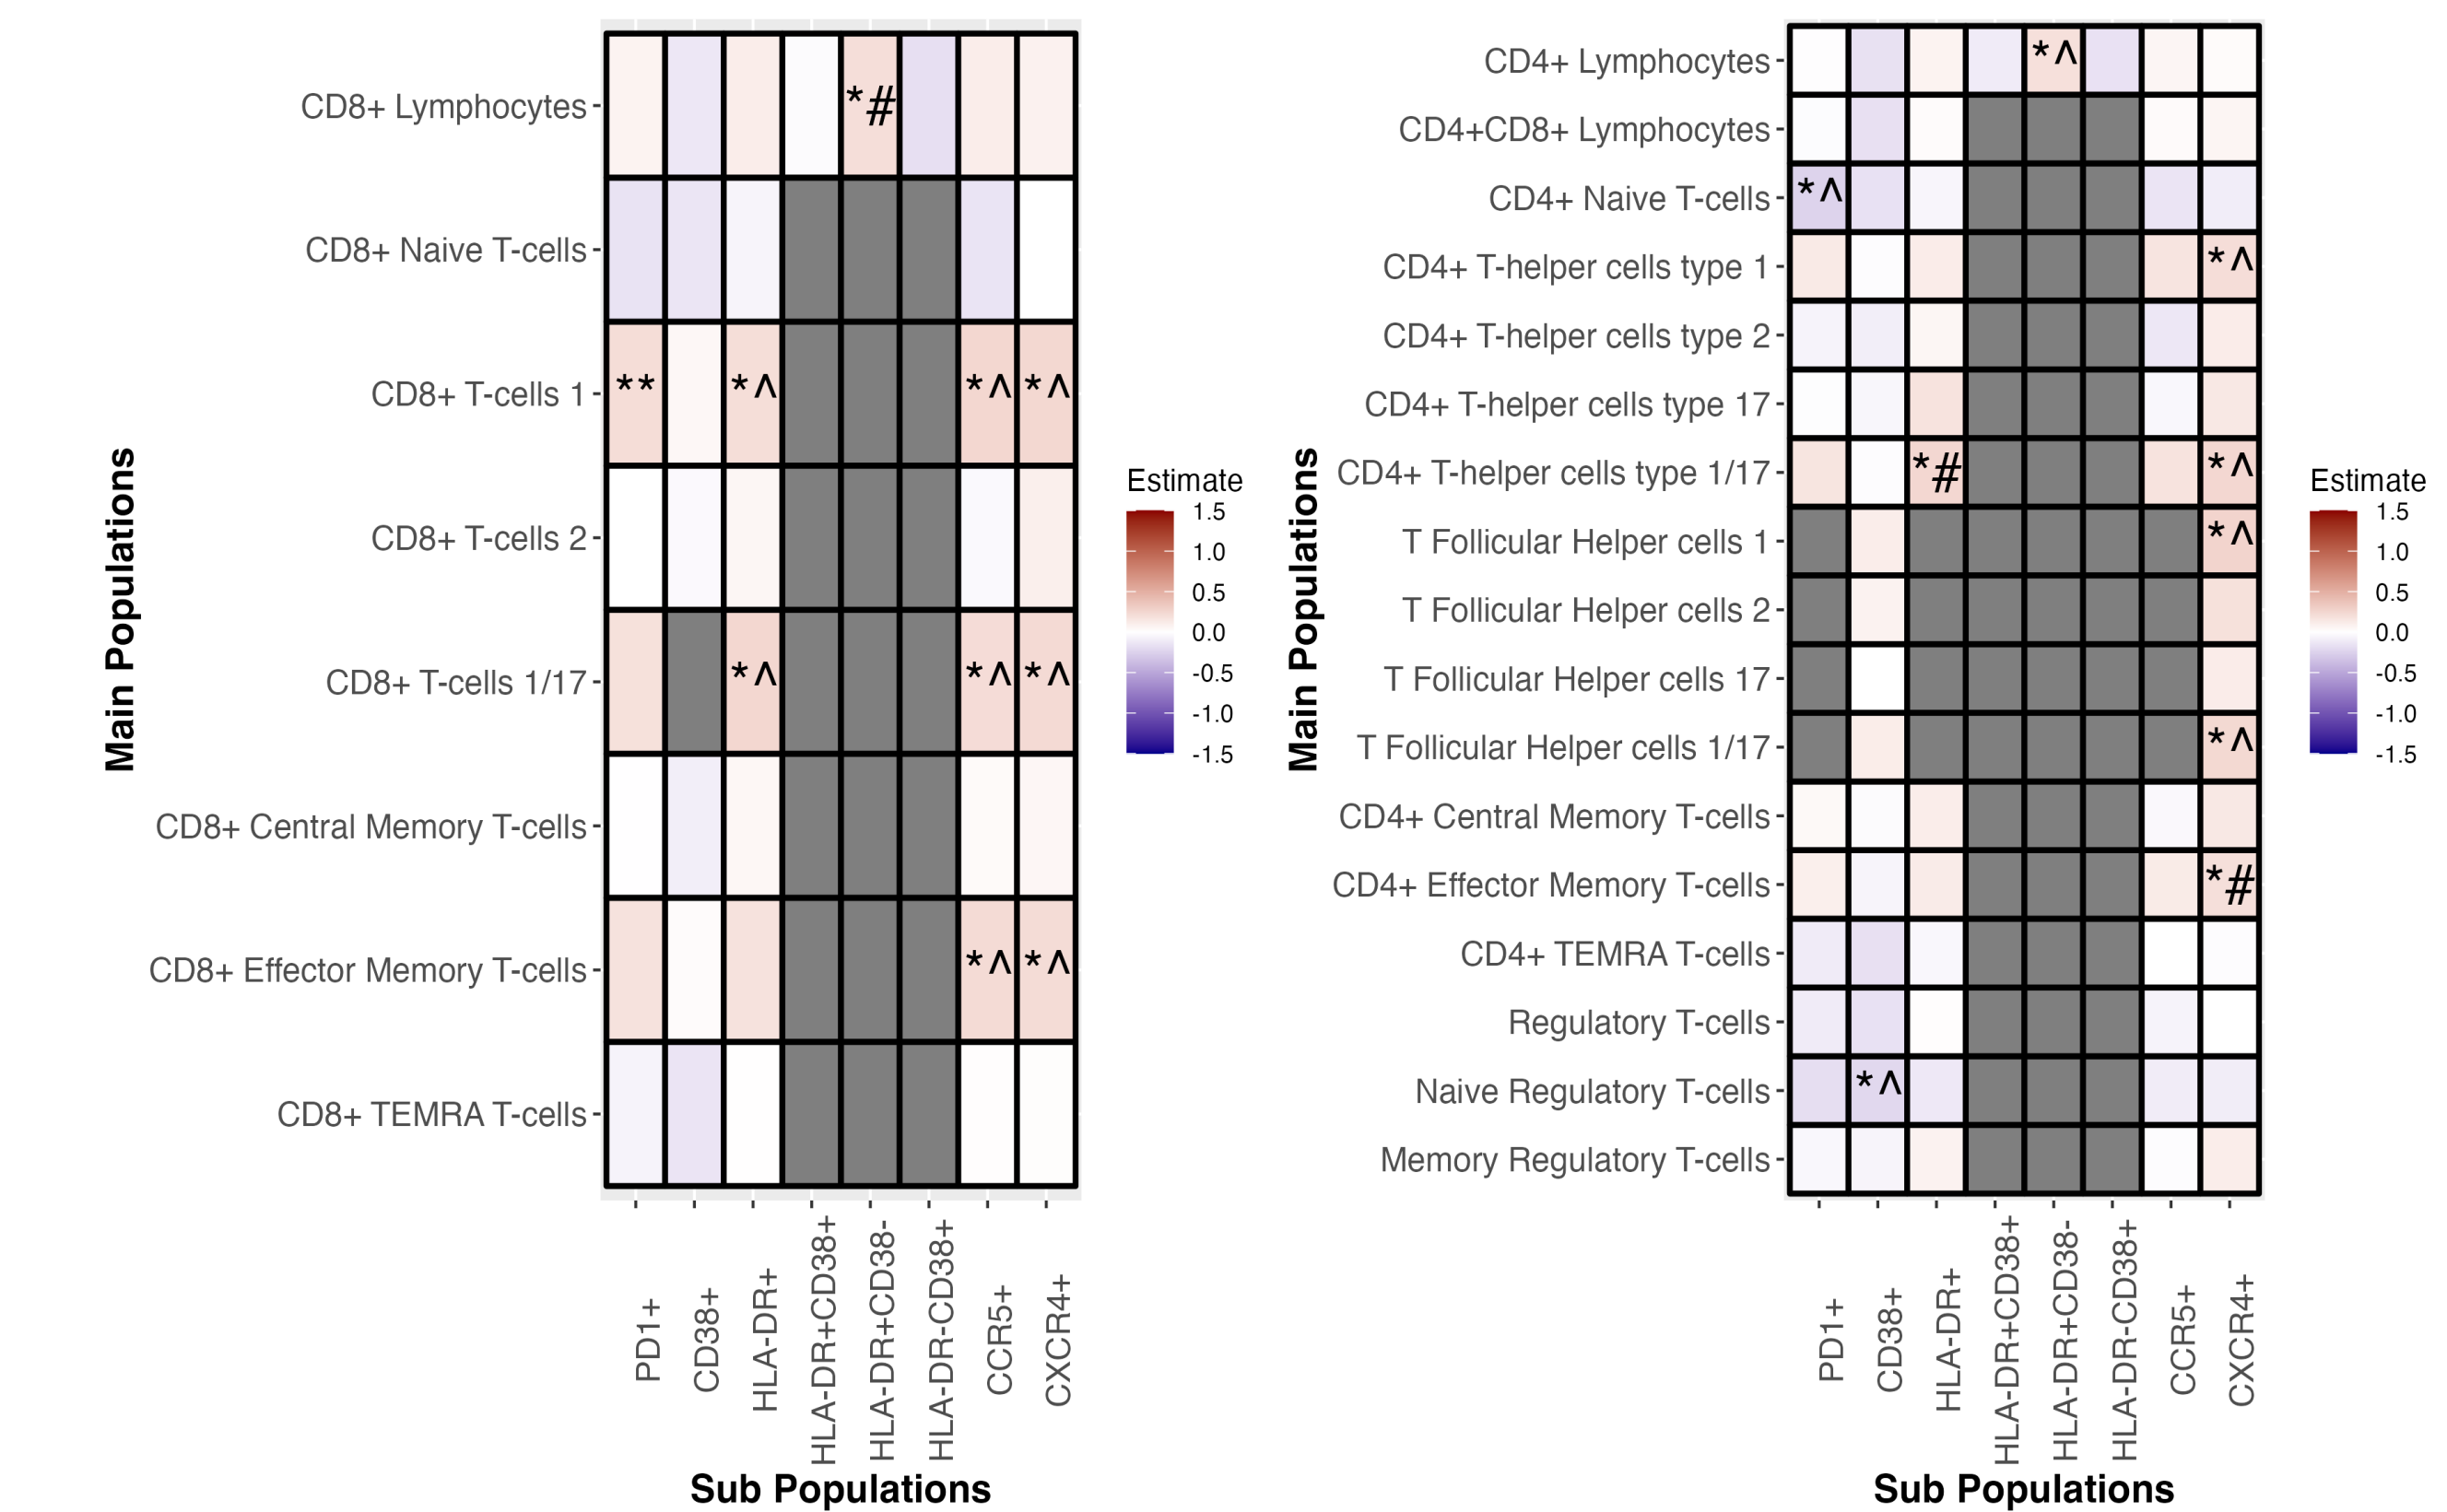 Main Populations
CD8+ Lymphocytes
*#
CD8+ Naive T-cells
CD8+ T-cells 1
** *^ *^ *^
CD8+ T-cells 2
CD8+ T-cells 1/17
*^ *^ *^
CD8+ Central Memory T-cells
CD8+ Effector Memory T-cells
*^ *^
CD8+ TEMRA T-cells
PD1+
CD38+
HLA-DR+
HLA-DR+CD38+
HLA-DR+CD38-
HLA-DR-CD38+
CCR5+
CXCR4+
Sub Populations
Estimate
1.5
1.0
0.5
0.0
-0.5
-1.0
-1.5
Main Populations
CD4+ Lymphocytes
*^
CD4+CD8+ Lymphocytes
CD4+ Naive T-cells
*^
CD4+ T-helper cells type 1
*^
CD4+ T-helper cells type 2
CD4+ T-helper cells type 17
CD4+ T-helper cells type 1/17
*# *^
T Follicular Helper cells 1
*^
T Follicular Helper cells 2
T Follicular Helper cells 17
T Follicular Helper cells 1/17
*^
CD4+ Central Memory T-cells
CD4+ Effector Memory T-cells
*#
CD4+ TEMRA T-cells
Regulatory T-cells
Naive Regulatory T-cells
*^
Memory Regulatory T-cells
PD1+
CD38+
HLA-DR+
HLA-DR+CD38+
HLA-DR+CD38-
HLA-DR-CD38+
CCR5+
CXCR4+
Sub Populations
Estimate
1.5
1.0
0.5
0.0
-0.5
-1.0
-1.5